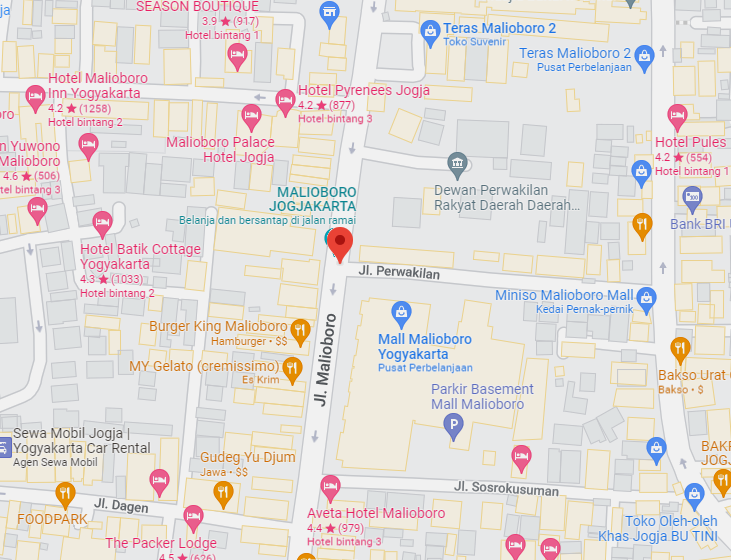 SEASON BOUTIQUE
3.9 ★ (917)
Hotel bintang 1
Teras Malioboro 2
Toko Suvenir
Teras Malioboro 2
Pusat Perbelanjaan
Hotel Malioboro
Inn Yogyakarta
4.2 ★ (1258)
Hotel bintang 2
Hotel Pyrenees Jogja
4.2 ★ (877)
Hotel bintang 3
Malioboro Palace
Hotel Jogja
n Yuwono
Malioboro
4.6 ★ (506)
tel bintang 3
Hotel Pules
4.2 ★ (554)
Hotel bintang 1
Dewan Perwakilan
Rakyat Daerah Daerah...
MALIOBORO
JOGJAKARTA
Belanja dan bersantap di jalan ramai
Bank BRI U
Hotel Batik Cottage
Yogyakarta
4.3 ★ (1033)
Hotel bintang 2
Jl. Perwakilan
Miniso Malioboro Mall
Kedai Pernak-pernik
Burger King Malioboro
Hamburger • $$
Mall Malioboro
Yogyakarta
Pusat Perbelanjaan
MY Gelato (cremissimo)
Es Krim
Jl. Malioboro
Bakso Urat
Bakso • $
Parkir Basement
Mall Malioboro
P
Sewa Mobil Jogja |
Yogyakarta Car Rental
Agen Sewa Mobil
Gudeg Yu Djum
Jawa • $$
BAKP
JOG
Jl. Dagen
Jl. Sosrokusuman
FOODPARK
Aveta Hotel Malioboro
4.4 ★ (979)
Hotel bintang 3
Toko Oleh-oleh
Khas Jogja BU TINI
The Packer Lodge
4.5 ★ (626)